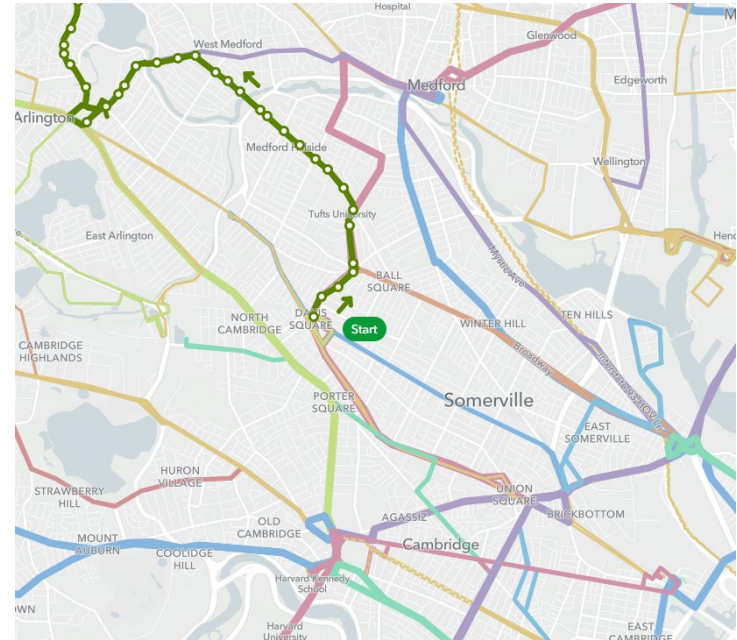 Hospital
Glenwood
West Medford
Medford
Edgeworth
Arlington
Medford Hillside
Wellington
Tufts University
East Arlington
Mystic Ave
BALL
SQUARE
NORTH
CAMBRIDGE
DAVIS
SQUARE
Start
WINTER HILL
TEN HILLS
CAMBRIDGE
HIGHLANDS
Broadway
PORTER
SQUARE
Somerville
EAST
SOMERVILLE
HURON
VILLAGE
STRAWBERRY
HILL
UNION
SQUARE
OLD
CAMBRIDGE
AGASSIZ
BRICKBOTTOM
MOUNT
AUBURN
COOLIDGE
HILL
Cambridge
Harvard Kennedy
School
Harvard
University
EAST
CAMBRIDGE